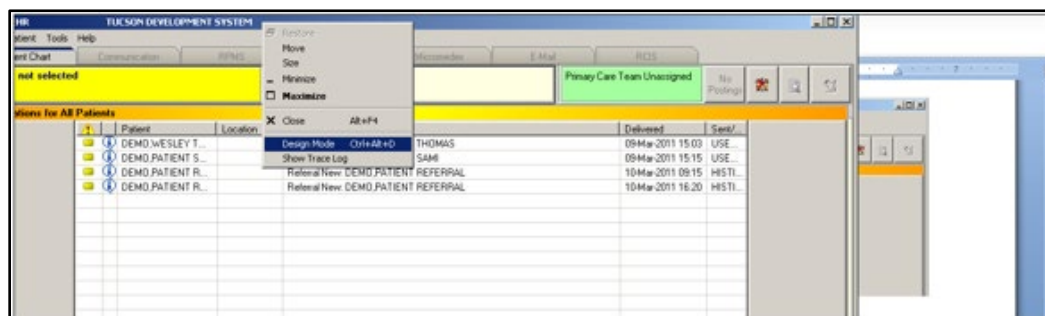 HR TUCSON DEVELOPMENT SYSTEM
atient Tools Help
ent Chart Communication RPMS Micromedex E-Mail RCIS
not selected
Primary Care Team Unassigned
No Postings
ations for All Patients
Restore
Move
Size
Minimize
Maximize
Close Alt+F4
Design Mode Ctrl+Alt+D
Show Trace Log
Patient Location Delivered Sent/...
DEMO,WESLEY T... THOMAS 09-Mar-2011 15:03 USE...
DEMO,PATIENT S... SAMI 09-Mar-2011 15:15 USE...
DEMO,PATIENT R... Referral New: DEMO,PATIENT REFERRAL 10-Mar-2011 09:15 HISTI...
DEMO,PATIENT R... Referral New: DEMO,PATIENT REFERRAL 10-Mar-2011 16:20 HISTI...
7